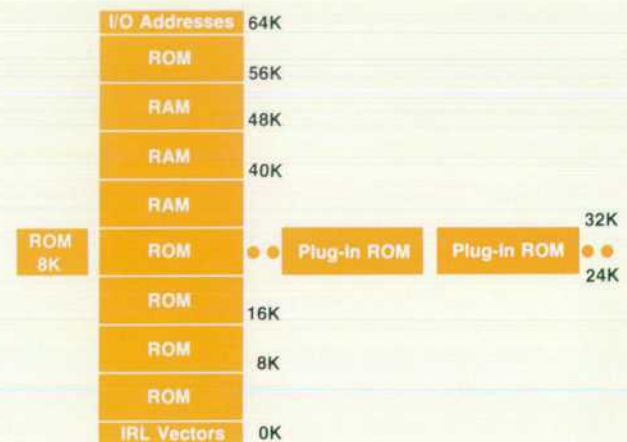 I/O Addresses 64K
ROM
56K
RAM
48K
RAM
40K
RAM
32K
ROM
8K
ROM
Plug-In ROM
Plug-In ROM
24K
ROM
16K
ROM
8K
ROM
IRL Vectors 0K